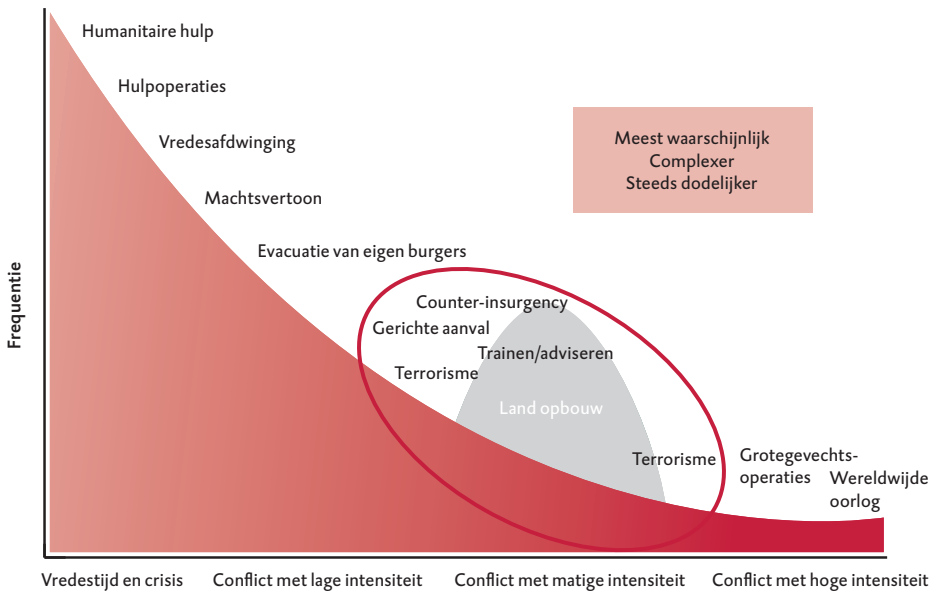 Humanitaire hulp
Hulpoperaties
Vredesafdwinging
Machtsvertoon
Evacuatie van eigen burgers
Meest waarschijnlijk
Complexer
Steeds dodelijker
Frequentie
Counter-insurgency
Gerichte aanval
Trainen/adviseren
Terrorisme
Land opbouw
Terrorisme
Grotegevechts-
operaties
Wereldwijde
oorlog
Vredestijd en crisis
Conflict met lage intensiteit
Conflict met matige intensiteit
Conflict met hoge intensiteit